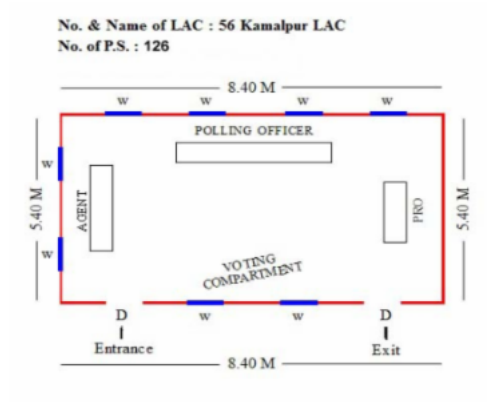 No. & Name of LAC : 56 Kamalpur LAC
No. of P.S. : 126
8.40 M
w w w w
POLLING OFFICER
w
5.40 M
AGENT
PRO
5.40 M
w
VOTING
COMPARTMENT
D w w D
Entrance Exit
8.40 M